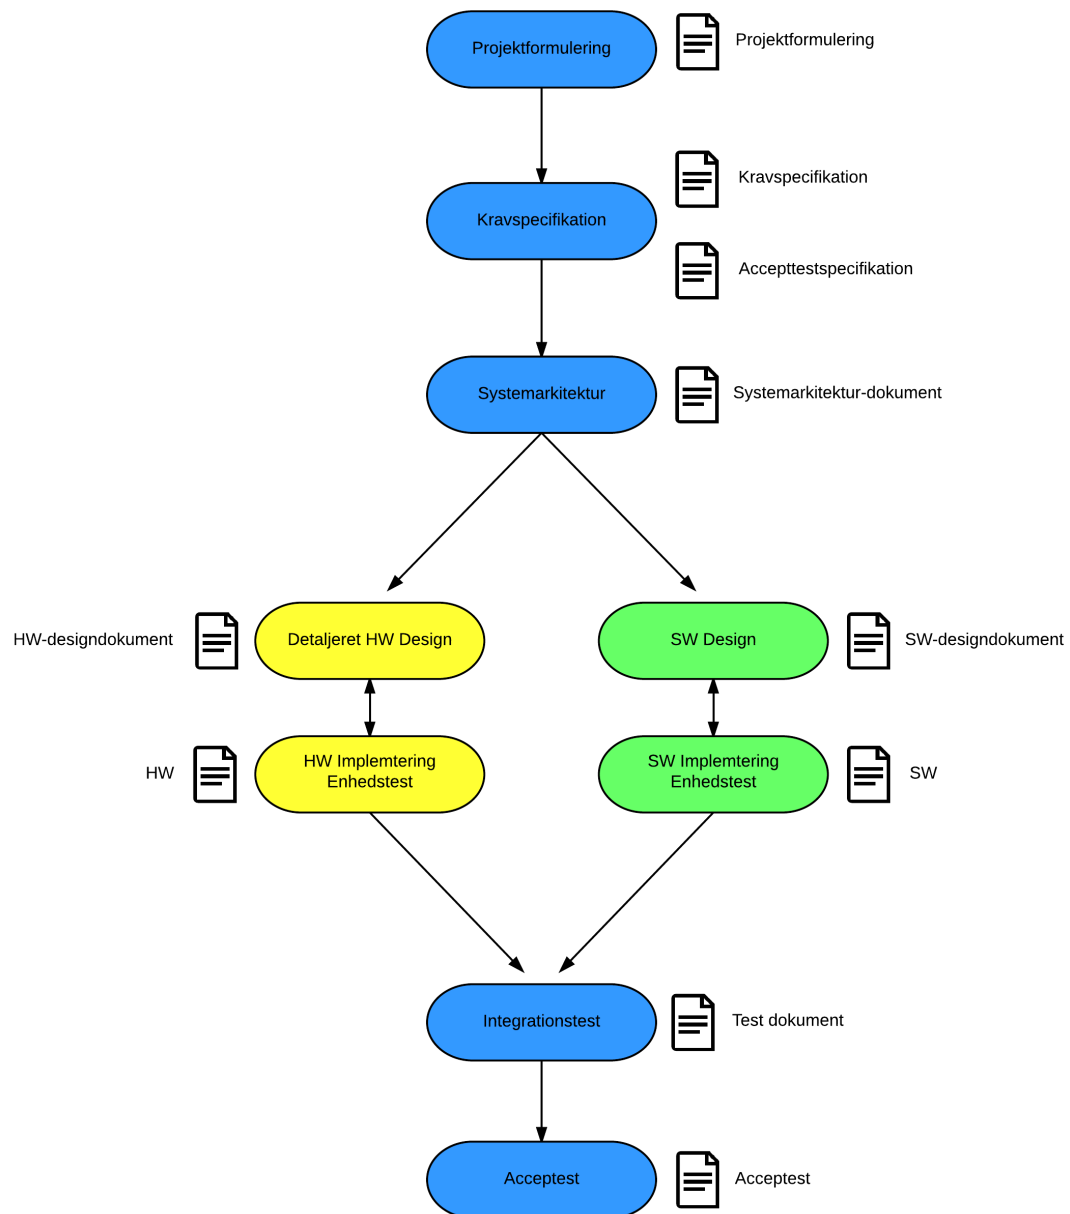 Projektformulering
Projektformulering
Kravspecifikation
Kravspecifikation
Accepttestspecifikation
Systemarkitektur
Systemarkitektur-dokument
HW-designdokument
Detaljeret HW Design
SW Design
SW-designdokument
HW
HW Implemtering
Enhedstest
SW Implemtering
Enhedstest
SW
Integrationstest
Test dokument
Acceptest
Acceptest